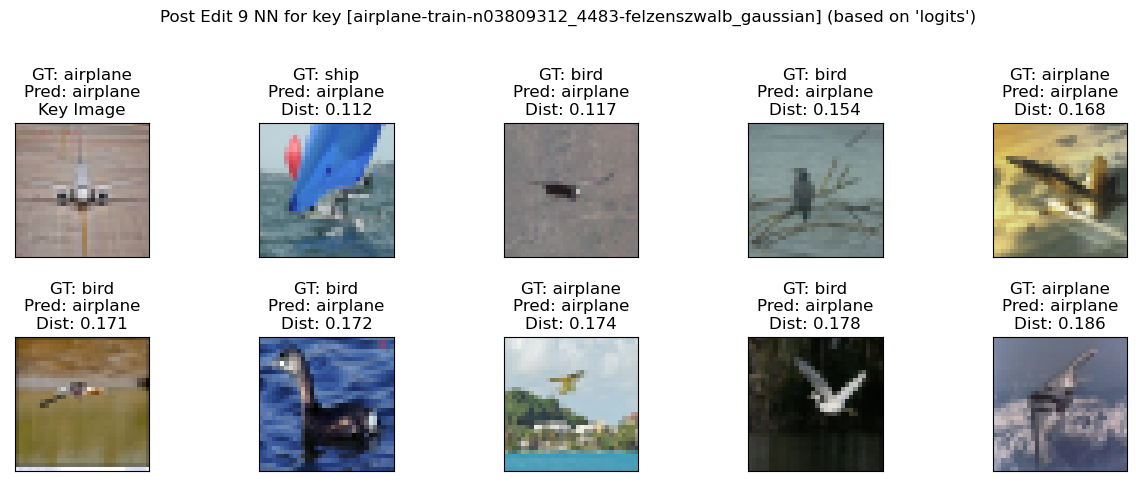 Post Edit 9 NN for key [airplane-train-n03809312_4483-felzenszwalb_gaussian] (based on 'logits')
GT: airplane
Pred: airplane
Key Image
GT: ship
Pred: airplane
Dist: 0.112
GT: bird
Pred: airplane
Dist: 0.117
GT: bird
Pred: airplane
Dist: 0.154
GT: airplane
Pred: airplane
Dist: 0.168
GT: bird
Pred: airplane
Dist: 0.171
GT: bird
Pred: airplane
Dist: 0.172
GT: airplane
Pred: airplane
Dist: 0.174
GT: bird
Pred: airplane
Dist: 0.178
GT: airplane
Pred: airplane
Dist: 0.186